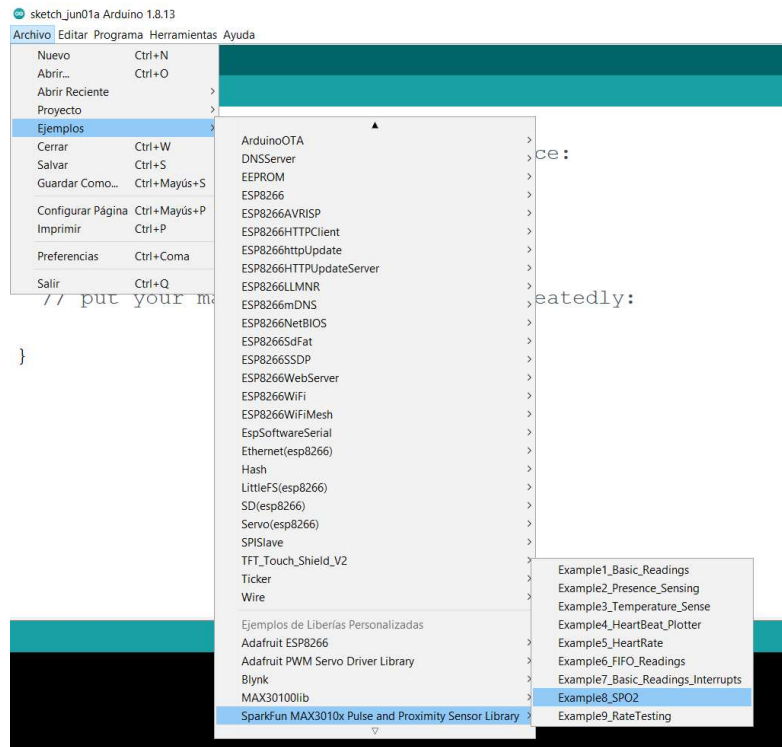 sketch_jun01a Arduino 1.8.13
Archivo Editar Programa Herramientas Ayuda
Nuevo Ctrl+N
Abrir... Ctrl+O
Abrir Reciente
Proyecto
Ejemplos
Cerrar Ctrl+W
Salvar Ctrl+S
Guardar Como... Ctrl+Mayús+S
Configurar Página Ctrl+Mayús+P
Imprimir Ctrl+P
Preferencias Ctrl+Coma
Salir Ctrl+Q
ArduinoOTA
DNSServer
EEPROM
ESP8266
ESP8266AVRISP
ESP8266HTTPClient
ESP8266httpUpdate
ESP8266HTTPUpdateServer
ESP8266LLMNR
ESP8266mDNS
ESP8266NetBIOS
ESP8266SdFat
ESP8266SSDP
ESP8266WebServer
ESP8266WiFi
ESP8266WiFiMesh
EspSoftwareSerial
Ethernet(esp8266)
Hash
LittleFS(esp8266)
SD(esp8266)
Servo(esp8266)
SPISlave
TFT_Touch_Shield_V2
Ticker
Wire
Ejemplos de Liberías Personalizadas
Adafruit ESP8266
Adafruit PWM Servo Driver Library
Blynk
MAX30100lib
SparkFun MAX3010x Pulse and Proximity Sensor Library
Example1_Basic_Readings
Example2_Presence_Sensing
Example3_Temperature_Sense
Example4_HeartBeat_Plotter
Example5_HeartRate
Example6_FIFO_Readings
Example7_Basic_Readings_Interrupts
Example8_SPO2
Example9_RateTesting
ce:
// put your ma eatedly:
}